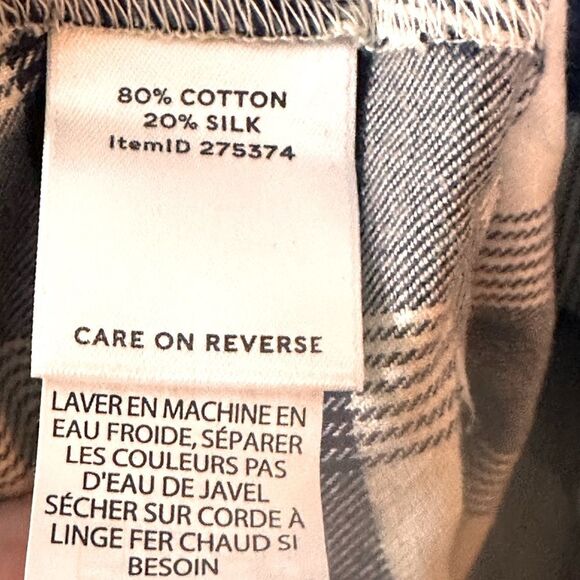 80% COTTON
20% SILK
ItemID 275374
CARE ON REVERSE
LAVER EN MACHINE EN
EAU FROIDE, SÉPARER
LES COULEURS PAS
D'EAU DE JAVEL
SÉCHER SUR CORDE À
LINGE FER CHAUD SI
BESOIN